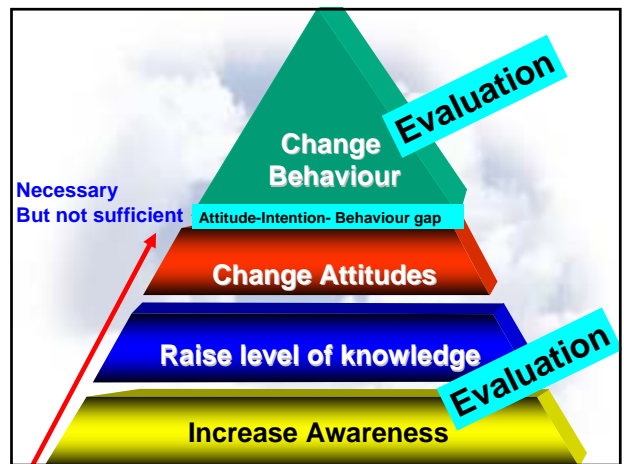 Evaluation
Change
Behaviour
Necessary
But not sufficient
Attitude-Intention- Behaviour gap
Change Attitudes
Raise level of knowledge
Evaluation
Increase Awareness